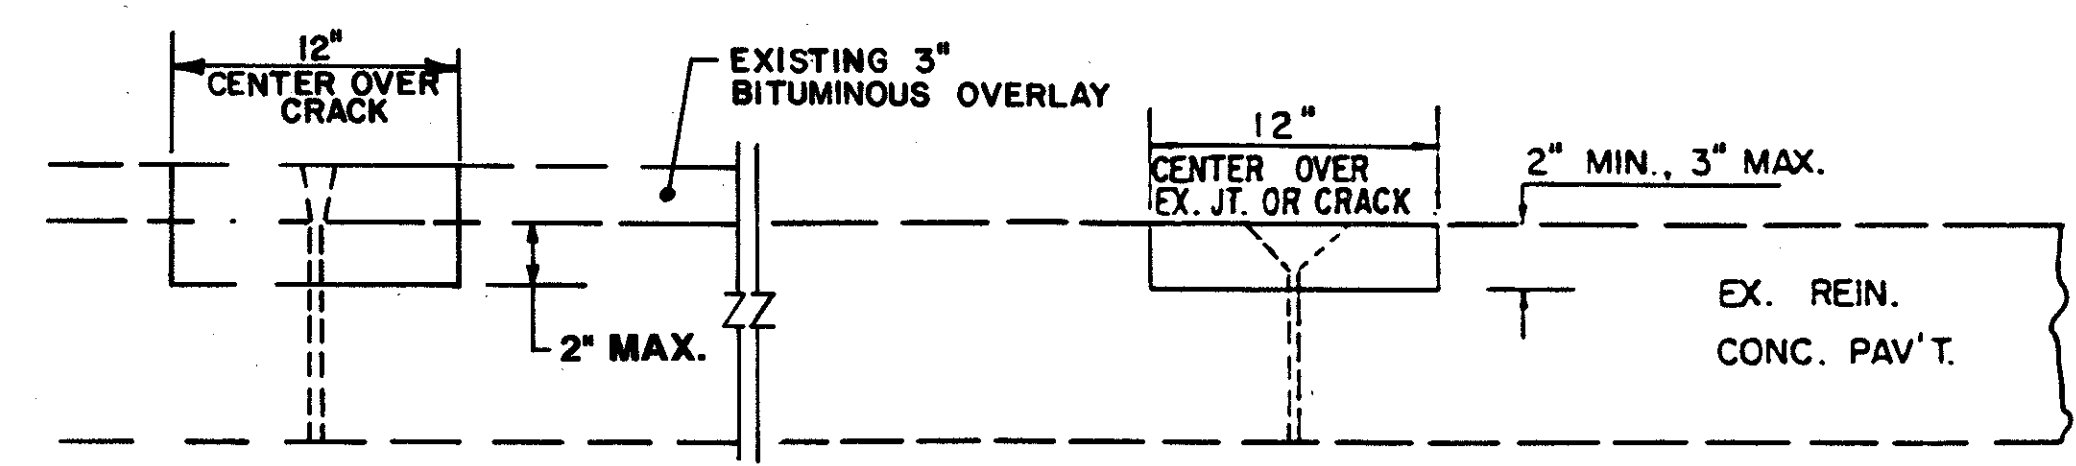 12"
CENTER OVER
CRACK
EXISTING 3"
BITUMINOUS OVERLAY
2" MAX.
12"
CENTER OVER
EX. JT. OR CRACK
2" MIN., 3" MAX.
EX. REIN.
CONC. PAV'T.